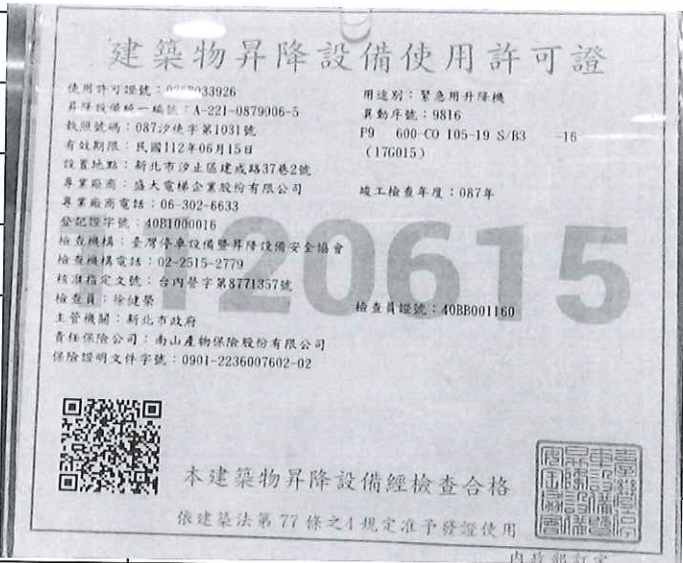 建築物昇降設備使用許可證
使用許可證號：033926
昇降設備統一編號：A-221-0879906-5
執照號碼：087汐使字第1031號
有效期限：民國112年06月15日
設置地點：新北市汐止區建成路37巷2號
專業廠商：盛大電梯企業股份有限公司
專業廠商電話：06-302-6633
登記證字號：40B1000016
檢查機構：臺灣停車設備暨昇降設備安全協會
檢查機構電話：02-2515-2779
核准指定文號：台內營字第8771357號
檢查員：徐健榮
主管機關：新北市政府
責任保險公司：南山產物保險股份有限公司
保險證明文件字號：0901-2236007602-02
用途別：緊急用升降機
異動序號：9816
P9 600-CO 105-19 S/B3 -16
(17G015)
竣工檢查年度：087年
檢查員證號：40BB001160
120615
本建築物昇降設備經檢查合格
依建築法第77條之4規定准予發證使用
內政部訂定